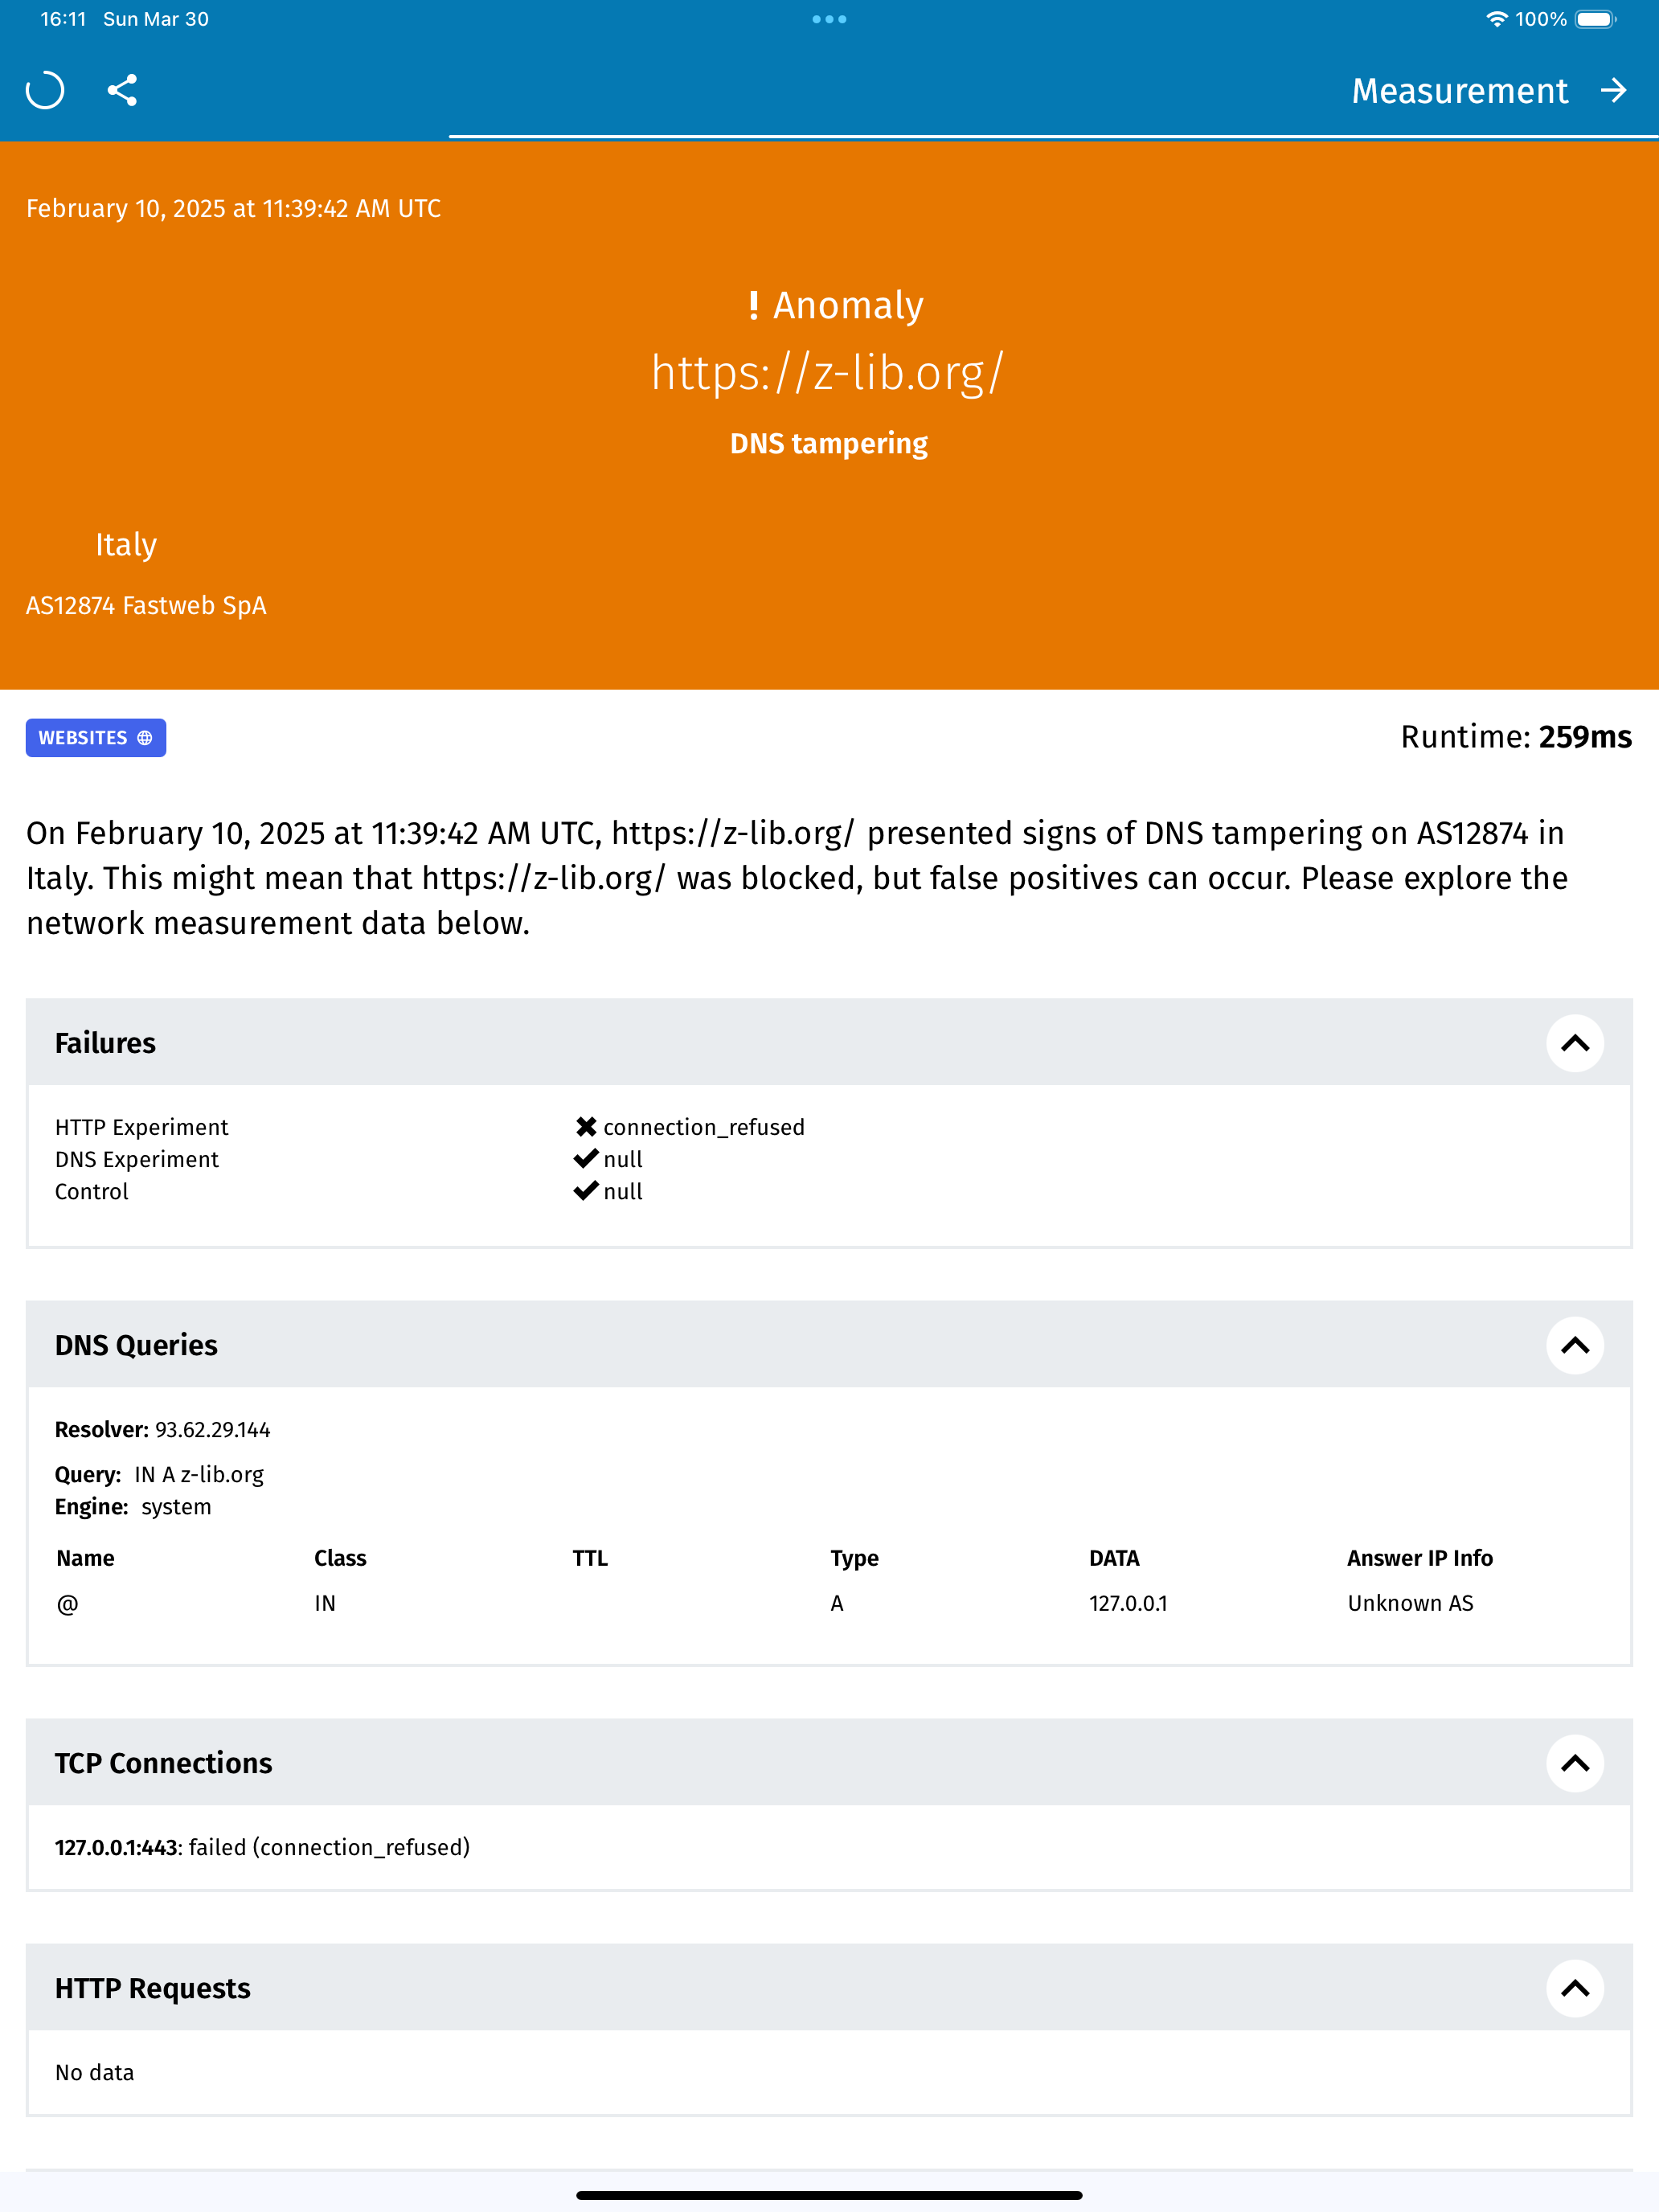 16:11 Sun Mar 30
100%
Measurement
February 10, 2025 at 11:39:42 AM UTC
! Anomaly
https://z-lib.org/
DNS tampering
Italy
AS12874 Fastweb SpA
WEBSITES
Runtime: 259ms
On February 10, 2025 at 11:39:42 AM UTC, https://z-lib.org/ presented signs of DNS tampering on AS12874 in
Italy. This might mean that https://z-lib.org/ was blocked, but false positives can occur. Please explore the
network measurement data below.
Failures
HTTP Experiment connection_refused
DNS Experiment null
Control null
DNS Queries
Resolver: 93.62.29.144
Query: IN A z-lib.org
Engine: system
Name Class TTL Type DATA Answer IP Info
@ IN A 127.0.0.1 Unknown AS
TCP Connections
127.0.0.1:443: failed (connection_refused)
HTTP Requests
No data